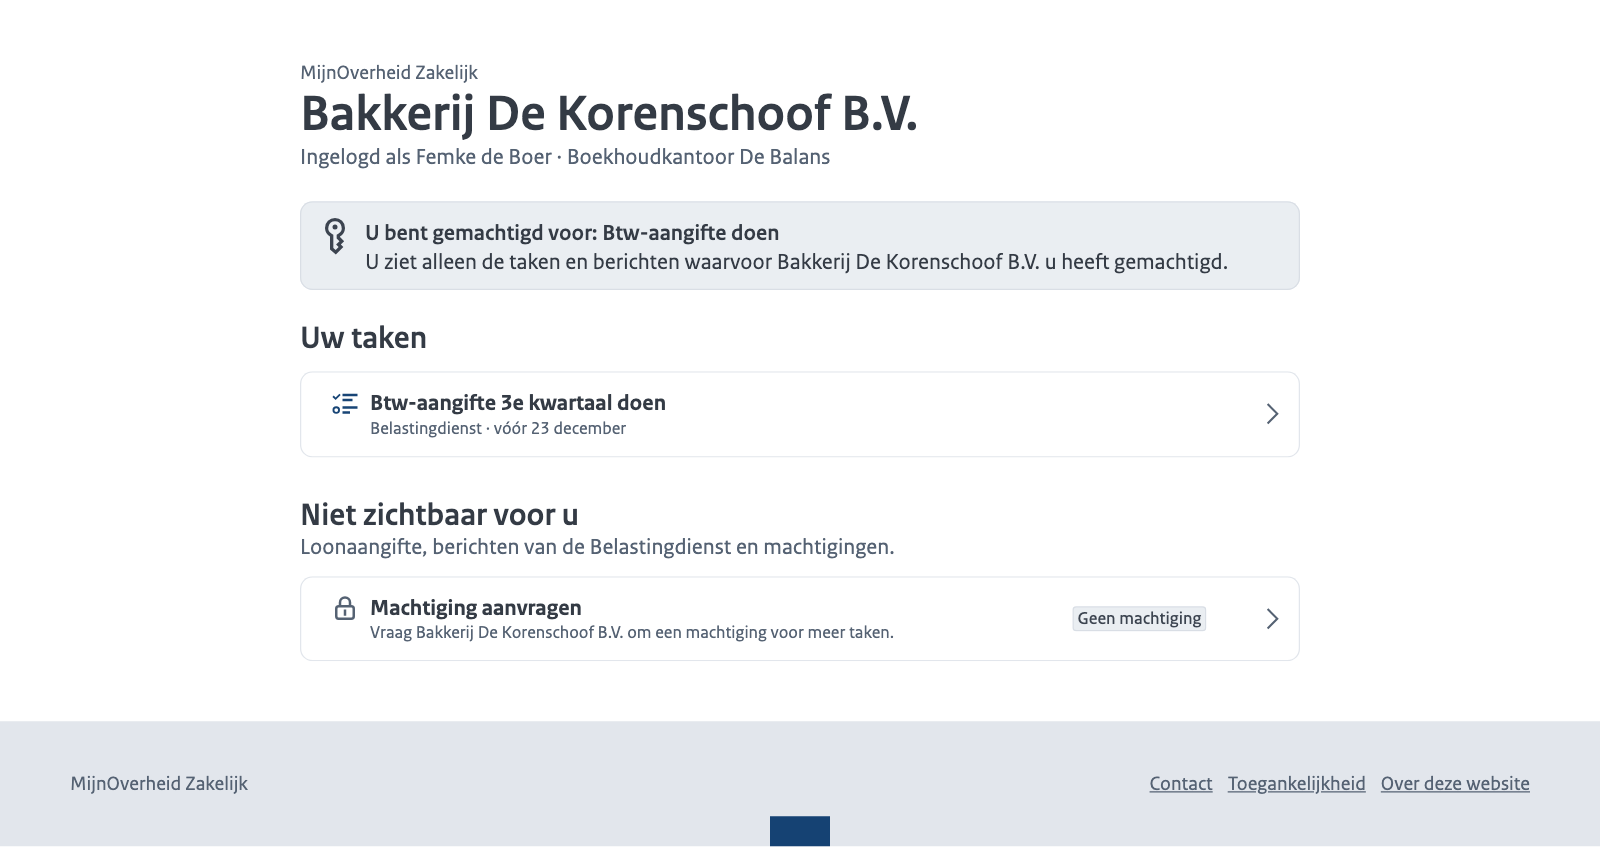 MijnOverheid Zakelijk
Bakkerij De Korenschoof B.V.
Ingelogd als Femke de Boer · Boekhoudkantoor De Balans
U bent gemachtigd voor: Btw-aangifte doen
U ziet alleen de taken en berichten waarvoor Bakkerij De Korenschoof B.V. u heeft gemachtigd.
Uw taken
Btw-aangifte 3e kwartaal doen
Belastingdienst · vóór 23 december
Niet zichtbaar voor u
Loonaangifte, berichten van de Belastingdienst en machtigingen.
Machtiging aanvragen
Geen machtiging
Vraag Bakkerij De Korenschoof B.V. om een machtiging voor meer taken.
MijnOverheid Zakelijk
Contact Toegankelijkheid Over deze website